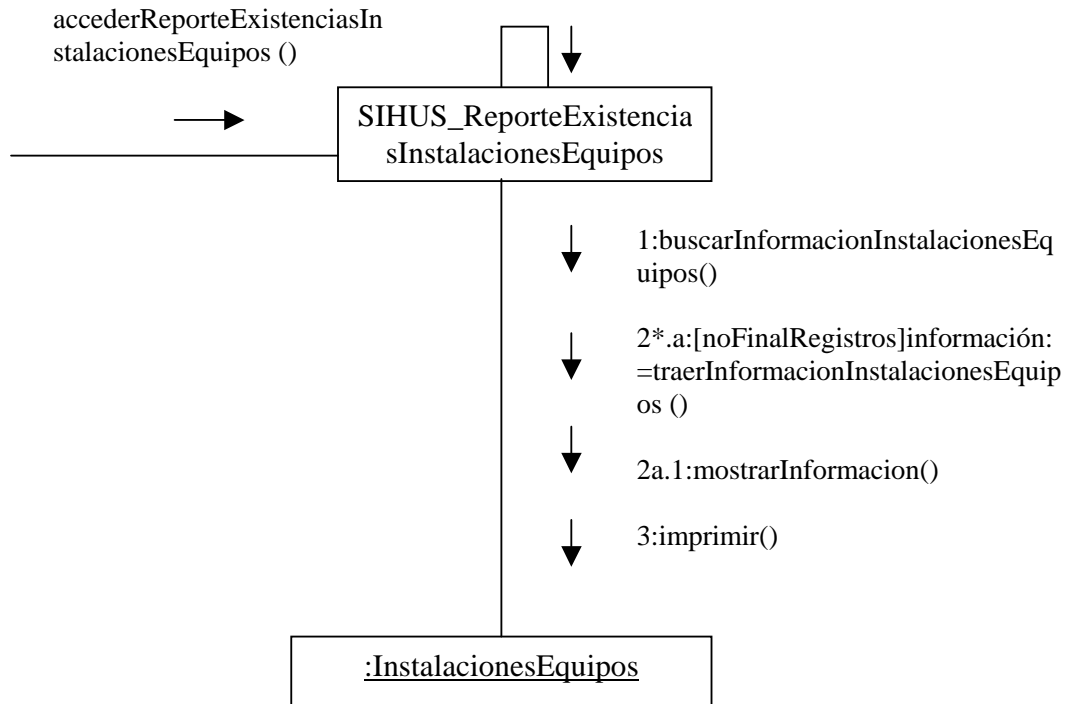 accederReporteExistenciasIn
stalacionesEquipos ()
SIHUS_ReporteExistencia
sInstalacionesEquipos
1:buscarInformacionInstalacionesEq
uipos()
2*.a:[noFinalRegistros]información:
=traerInformacionInstalacionesEquip
os ()
2a.1:mostrarInformacion()
3:imprimir()
:InstalacionesEquipos